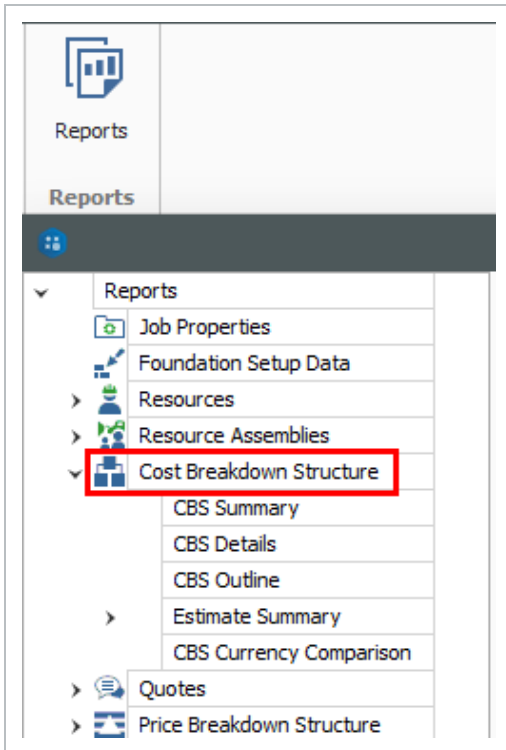 Reports
Reports
Reports
Job Properties
Foundation Setup Data
Resources
Resource Assemblies
Cost Breakdown Structure
CBS Summary
CBS Details
CBS Outline
Estimate Summary
CBS Currency Comparison
Quotes
Price Breakdown Structure